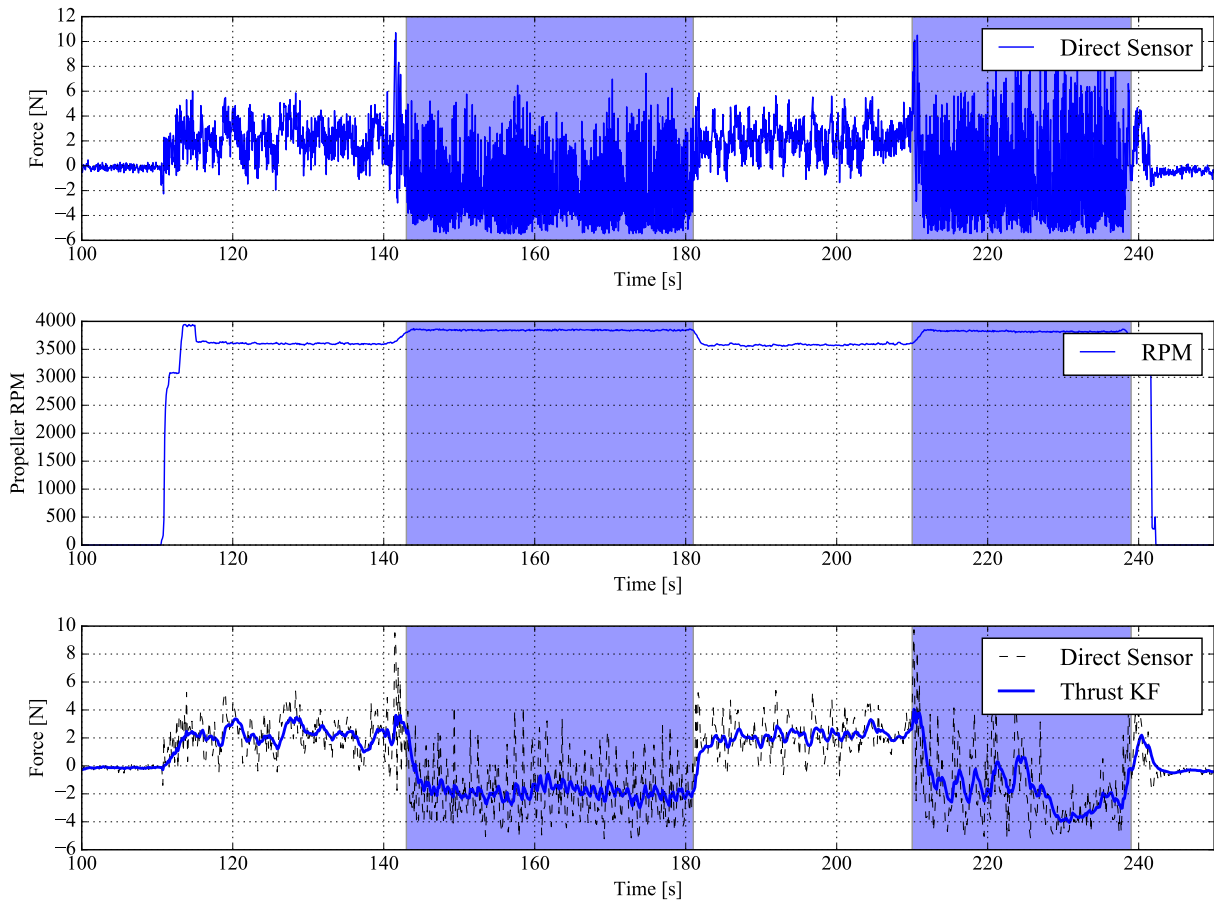 12
10
8
6
4
2
0
−2
−4
−6
Force [N]
Direct Sensor
100 120 140 160 180 200 220 240
Time [s]
4000
3500
3000
2500
2000
1500
1000
500
0
Propeller RPM
RPM
100 120 140 160 180 200 220 240
Time [s]
10
8
6
4
2
0
−2
−4
−6
Force [N]
Direct Sensor
Thrust KF
100 120 140 160 180 200 220 240
Time [s]